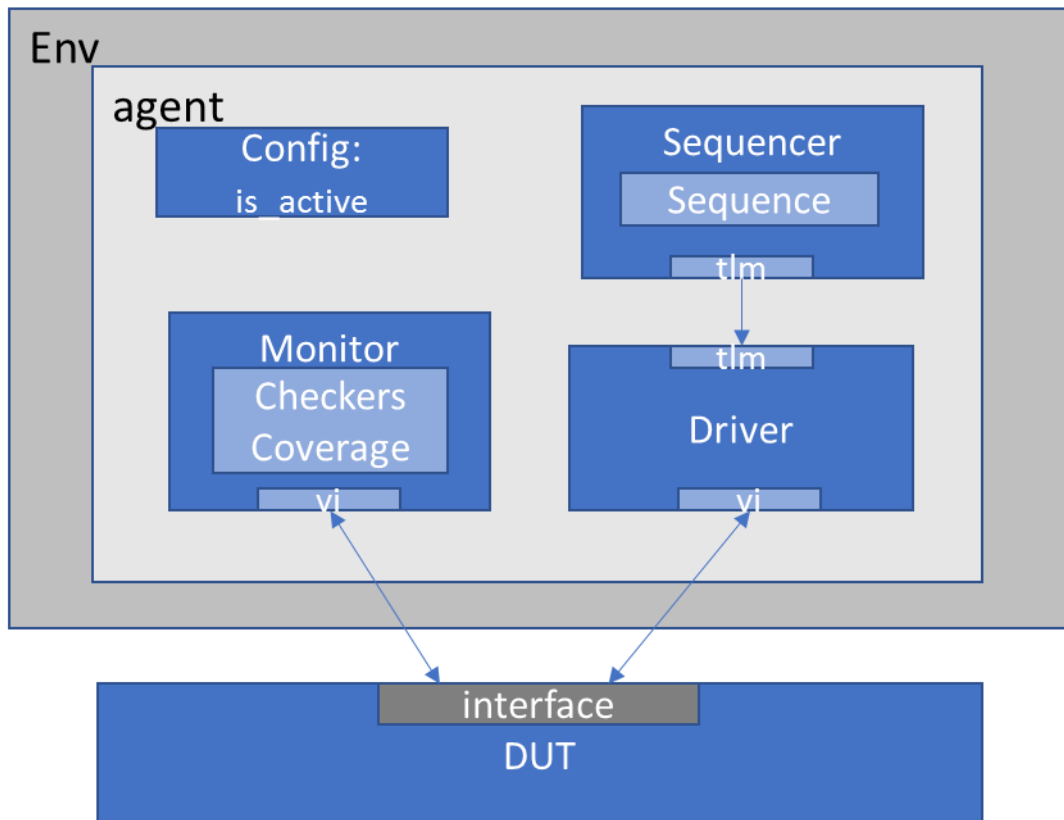 Env
agent
Config:
is_active
Sequencer
Sequence
tlm
tlm
Monitor
Checkers
Coverage
Driver
vi
vi
interface
DUT